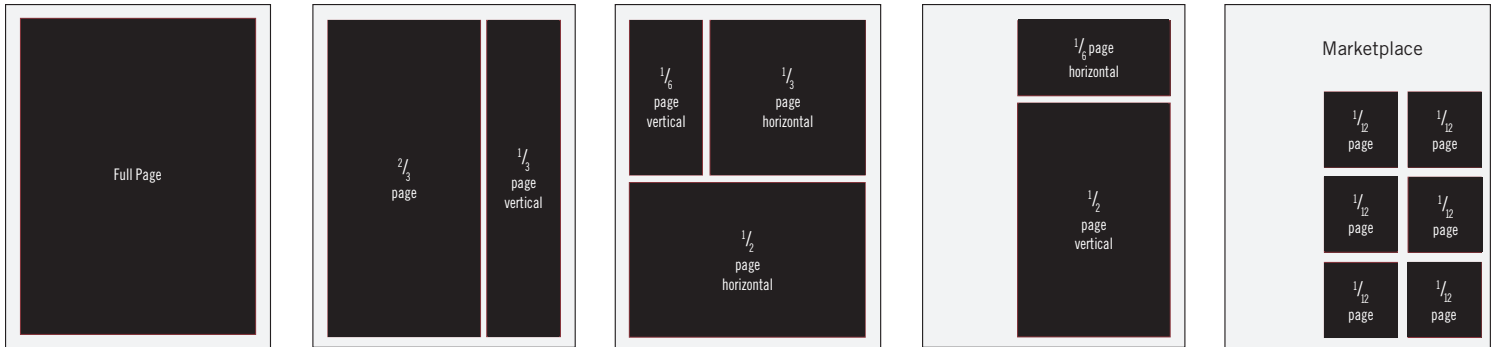 Full Page
2/3
page
1/3
page
vertical
1/6
page
vertical
1/3
page
horizontal
1/2
page
horizontal
1/6 page
horizontal
1/2
page
vertical
Marketplace
1/12
page
1/12
page
1/12
page
1/12
page
1/12
page
1/12
page